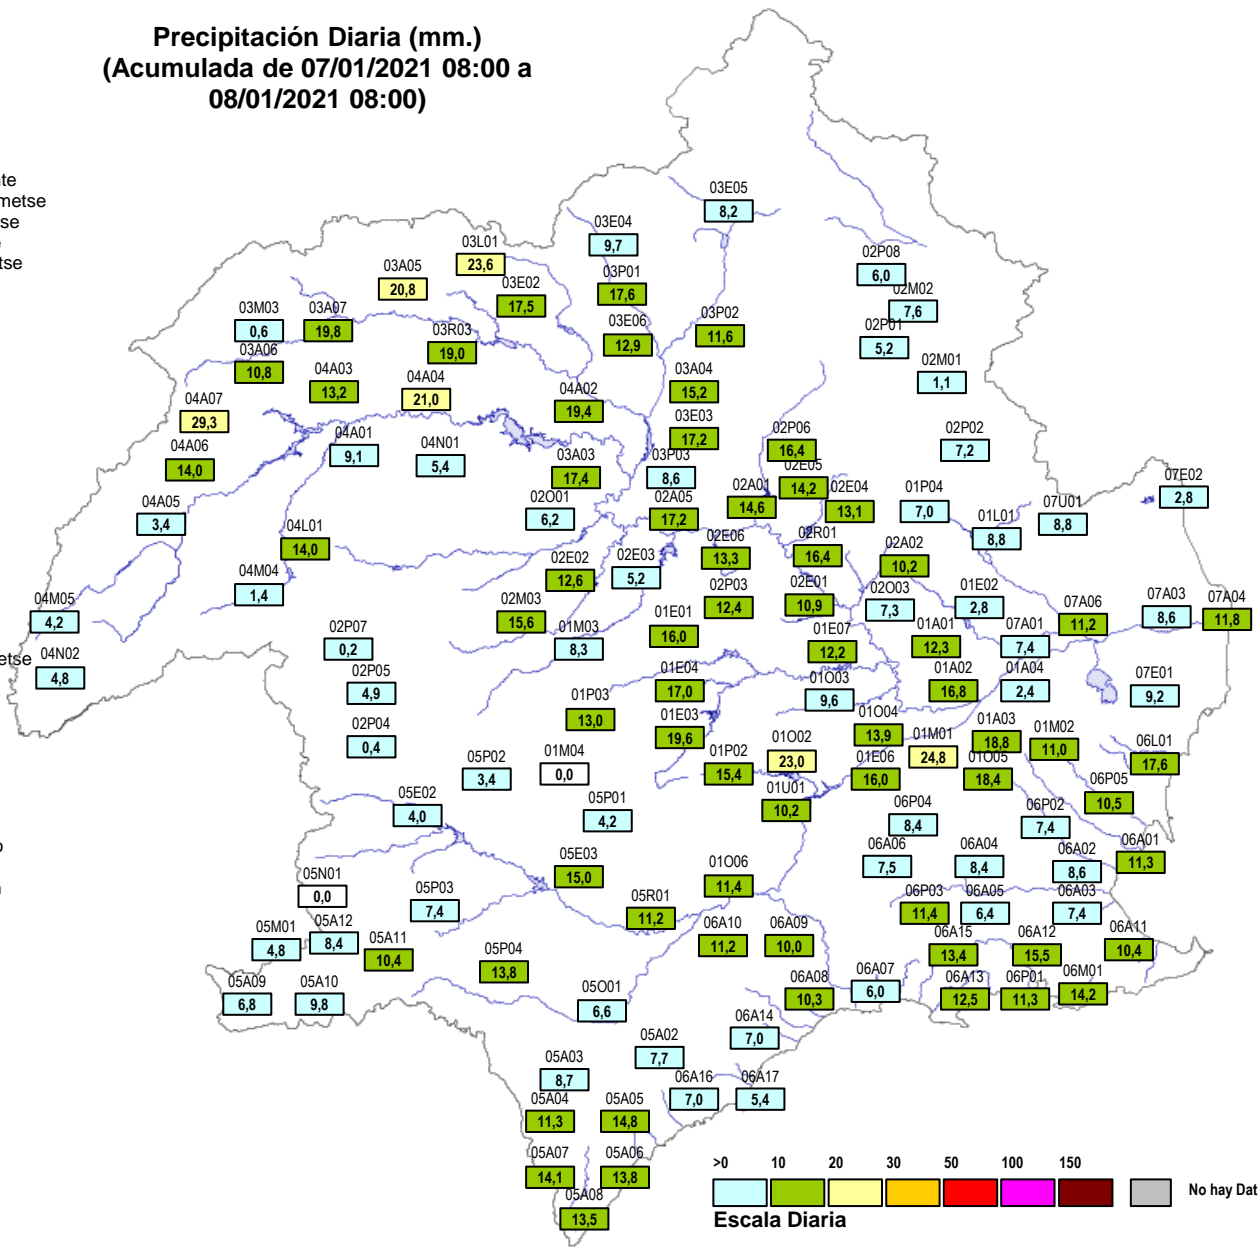 Precipitación Diaria (mm.)
(Acumulada de 07/01/2021 08:00 a
08/01/2021 08:00)
nte
metse
se
e
tse
03E05
8,2
03E04
9,7
03L01
23,6
02P08
6,0
03A05
20,8
03P01
17,6
03E02
17,5
02M02
7,6
03M03
0,6
03A07
19,8
03E06
12,9
03P02
11,6
02P01
5,2
03R03
19,0
03A06
10,8
02M01
1,1
04A03
13,2
04A04
21,0
04A02
19,4
03A04
15,2
04A07
29,3
03E03
17,2
04A01
9,1
04N01
5,4
02P06
16,4
02P02
7,2
04A06
14,0
03A03
17,4
03P03
8,6
02E05
14,2
07E02
2,8
04A05
3,4
02O01
6,2
02A05
17,2
02A01
14,6
02E04
13,1
01P04
7,0
07U01
8,8
04L01
14,0
01L01
8,8
02E06
13,3
02R01
16,4
02A02
10,2
04M04
1,4
02E02
12,6
02E03
5,2
04M05
4,2
02M03
15,6
01E01
16,0
02P03
12,4
02E01
10,9
02O03
7,3
01E02
2,8
07A06
11,2
07A03
8,6
07A04
11,8
02P07
0,2
01M03
8,3
01E07
12,2
01A01
12,3
07A01
7,4
etse
04N02
4,8
02P05
4,9
01E04
17,0
01O03
9,6
01A02
16,8
01A04
2,4
07E01
9,2
01P03
13,0
02P04
0,4
01E03
19,6
01O04
13,9
01A03
18,8
01M02
11,0
05P02
3,4
01M04
0,0
01P02
15,4
01O02
23,0
01M01
24,8
06L01
17,6
01E06
16,0
01O05
18,4
05E02
4,0
05P01
4,2
01U01
10,2
06P05
10,5
06P04
8,4
06P02
7,4
o
05E03
15,0
06A06
7,5
06A04
8,4
06A02
8,6
06A01
11,3
05N01
0,0
01O06
11,4
05P03
7,4
05R01
11,2
06P03
11,4
06A05
6,4
06A03
7,4
05M01
4,8
05A12
8,4
05A11
10,4
06A10
11,2
06A09
10,0
06A15
13,4
06A12
15,5
06A11
10,4
05P04
13,8
05A09
6,8
05A10
9,8
05O01
6,6
06A08
10,3
06A07
6,0
06A13
12,5
06P01
11,3
06M01
14,2
06A14
7,0
05A02
7,7
05A03
8,7
06A16
7,0
06A17
5,4
05A04
11,3
05A05
14,8
05A07
14,1
05A06
13,8
05A08
13,5
>0 10 20 30 50 100 150
No hay Dat
Escala Diaria